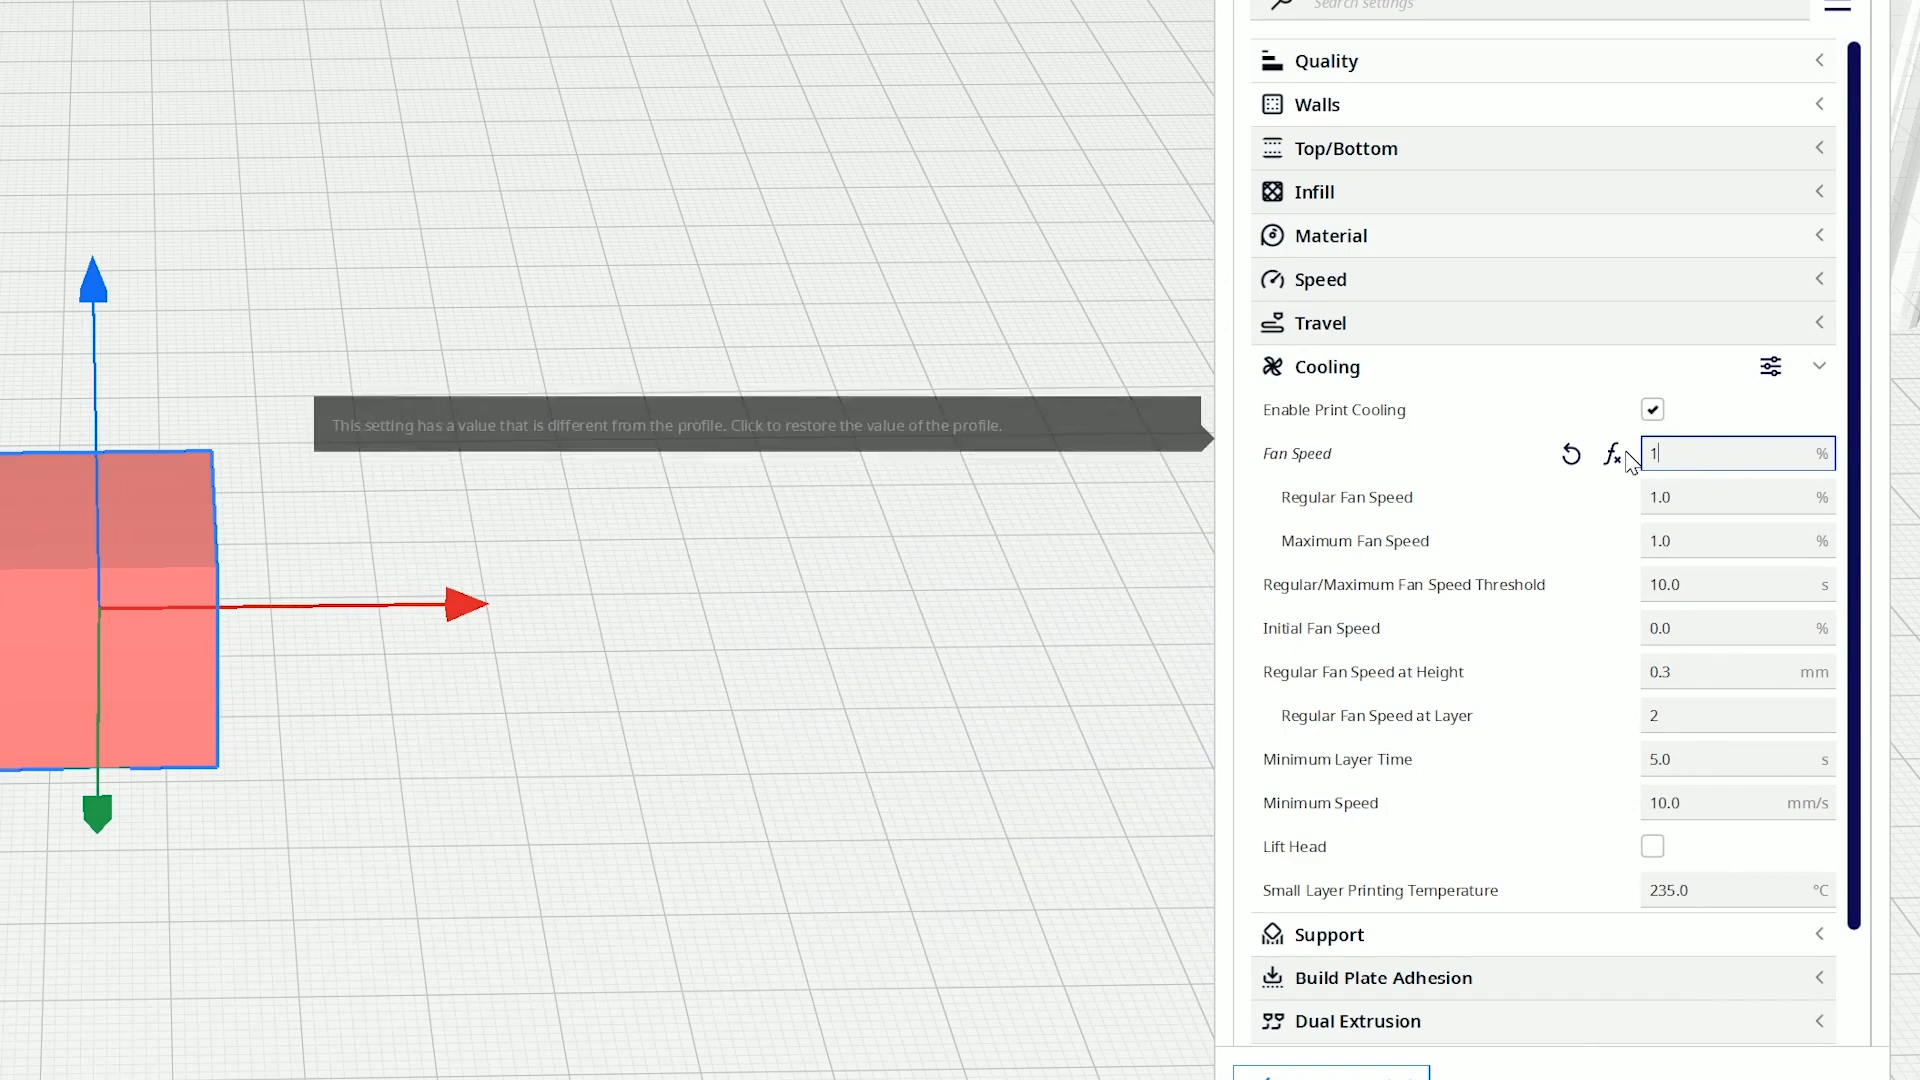 Search settings
Quality
Walls
Top/Bottom
Infill
Material
Speed
Travel
Cooling
Enable Print Cooling
This setting has a value that is different from the profile. Click to restore the value of the profile.
Fan Speed 1 %
Regular Fan Speed 1.0 %
Maximum Fan Speed 1.0 %
Regular/Maximum Fan Speed Threshold 10.0 s
Initial Fan Speed 0.0 %
Regular Fan Speed at Height 0.3 mm
Regular Fan Speed at Layer 2
Minimum Layer Time 5.0 s
Minimum Speed 10.0 mm/s
Lift Head
Small Layer Printing Temperature 235.0 °C
Support
Build Plate Adhesion
Dual Extrusion